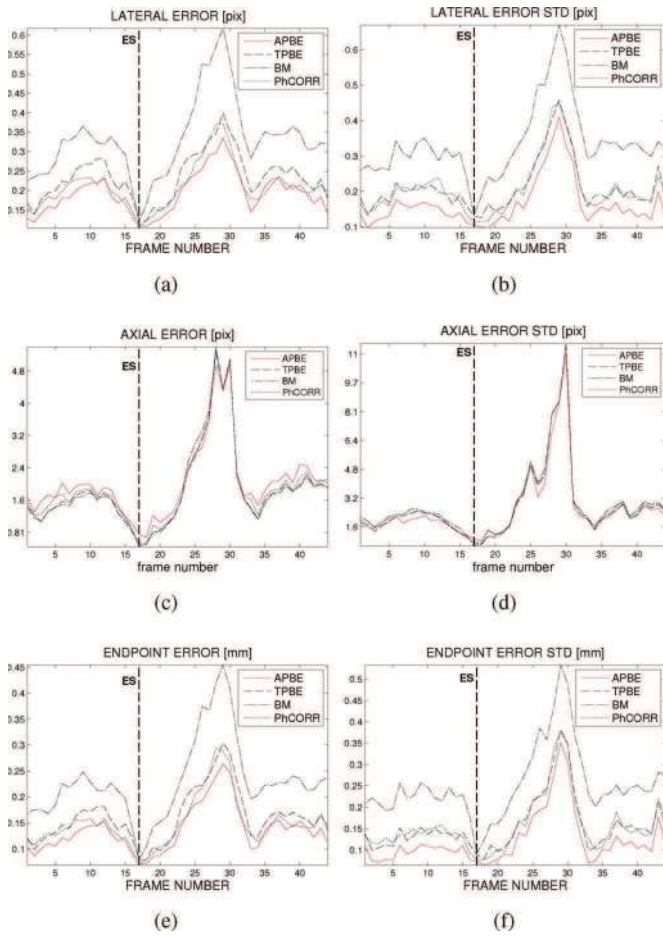 LATERAL ERROR [pix]
0.6
0.55
0.5
0.45
0.4
0.35
0.3
0.25
0.2
0.15
ES
APBE
TPBE
BM
PhCORR
5 10 15 20 25 30 35 40
FRAME NUMBER
(a)
LATERAL ERROR STD [pix]
0.6
0.5
0.4
0.3
0.2
0.1
ES
APBE
TPBE
BM
PhCORR
5 10 15 20 25 30 35 40
FRAME NUMBER
(b)
AXIAL ERROR [pix]
4.8
4
3.2
2.4
1.6
0.81
ES
APBE
TPBE
BM
PhCORR
5 10 15 20 25 30 35 40
frame number
(c)
AXIAL ERROR STD [pix]
11
9.7
8.1
6.4
4.8
3.2
1.6
ES
APBE
TPBE
BM
PhCORR
5 10 15 20 25 30 35 40
frame number
(d)
ENDPOINT ERROR [mm]
0.45
0.4
0.35
0.3
0.25
0.2
0.15
0.1
ES
APBE
TPBE
BM
PhCORR
5 10 15 20 25 30 35 40
FRAME NUMBER
(e)
ENDPOINT ERROR STD [mm]
0.5
0.45
0.4
0.35
0.3
0.25
0.2
0.15
0.1
ES
APBE
TPBE
BM
PhCORR
5 10 15 20 25 30 35 40
FRAME NUMBER
(f)